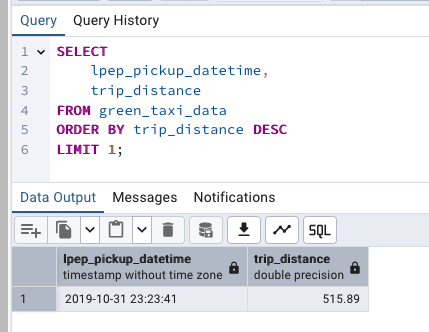 Query Query History
1 SELECT
2 lpep_pickup_datetime,
3 trip_distance
4 FROM green_taxi_data
5 ORDER BY trip_distance DESC
6 LIMIT 1;
Data Output Messages Notifications
SQL
lpep_pickup_datetime trip_distance
timestamp without time zone double precision
1 2019-10-31 23:23:41 515.89